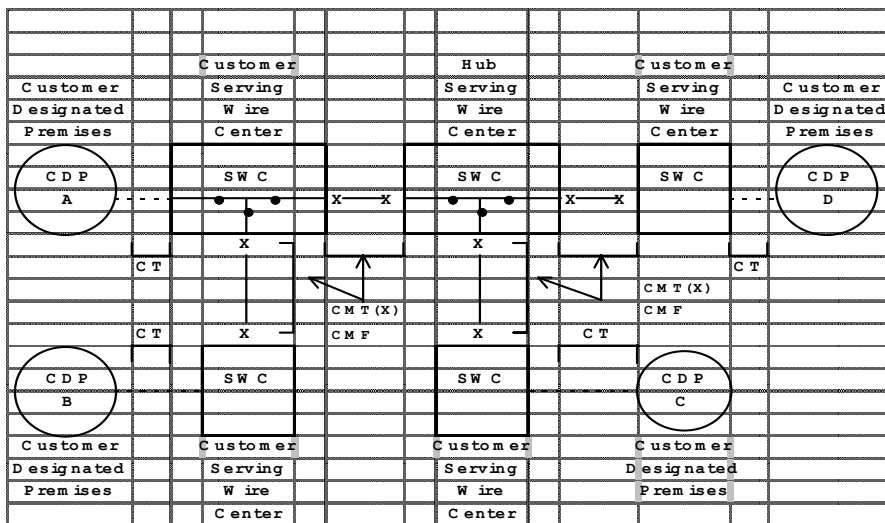 Customer Hub Customer
Customer Serving Serving Serving Customer
Designated Wire Wire Wire Designated
Premises Center Center Center Premises
CDP SWC SWC SWC CDP
A X X X X D
X X
CT CT
CMT(X)
CMT(X) CMF
CT X CMF X CT
CDP SWC SWC CDP
B C
Customer Customer Customer Customer
Designated Serving Serving Designated
Premises Wire Wire Premises
Center Center